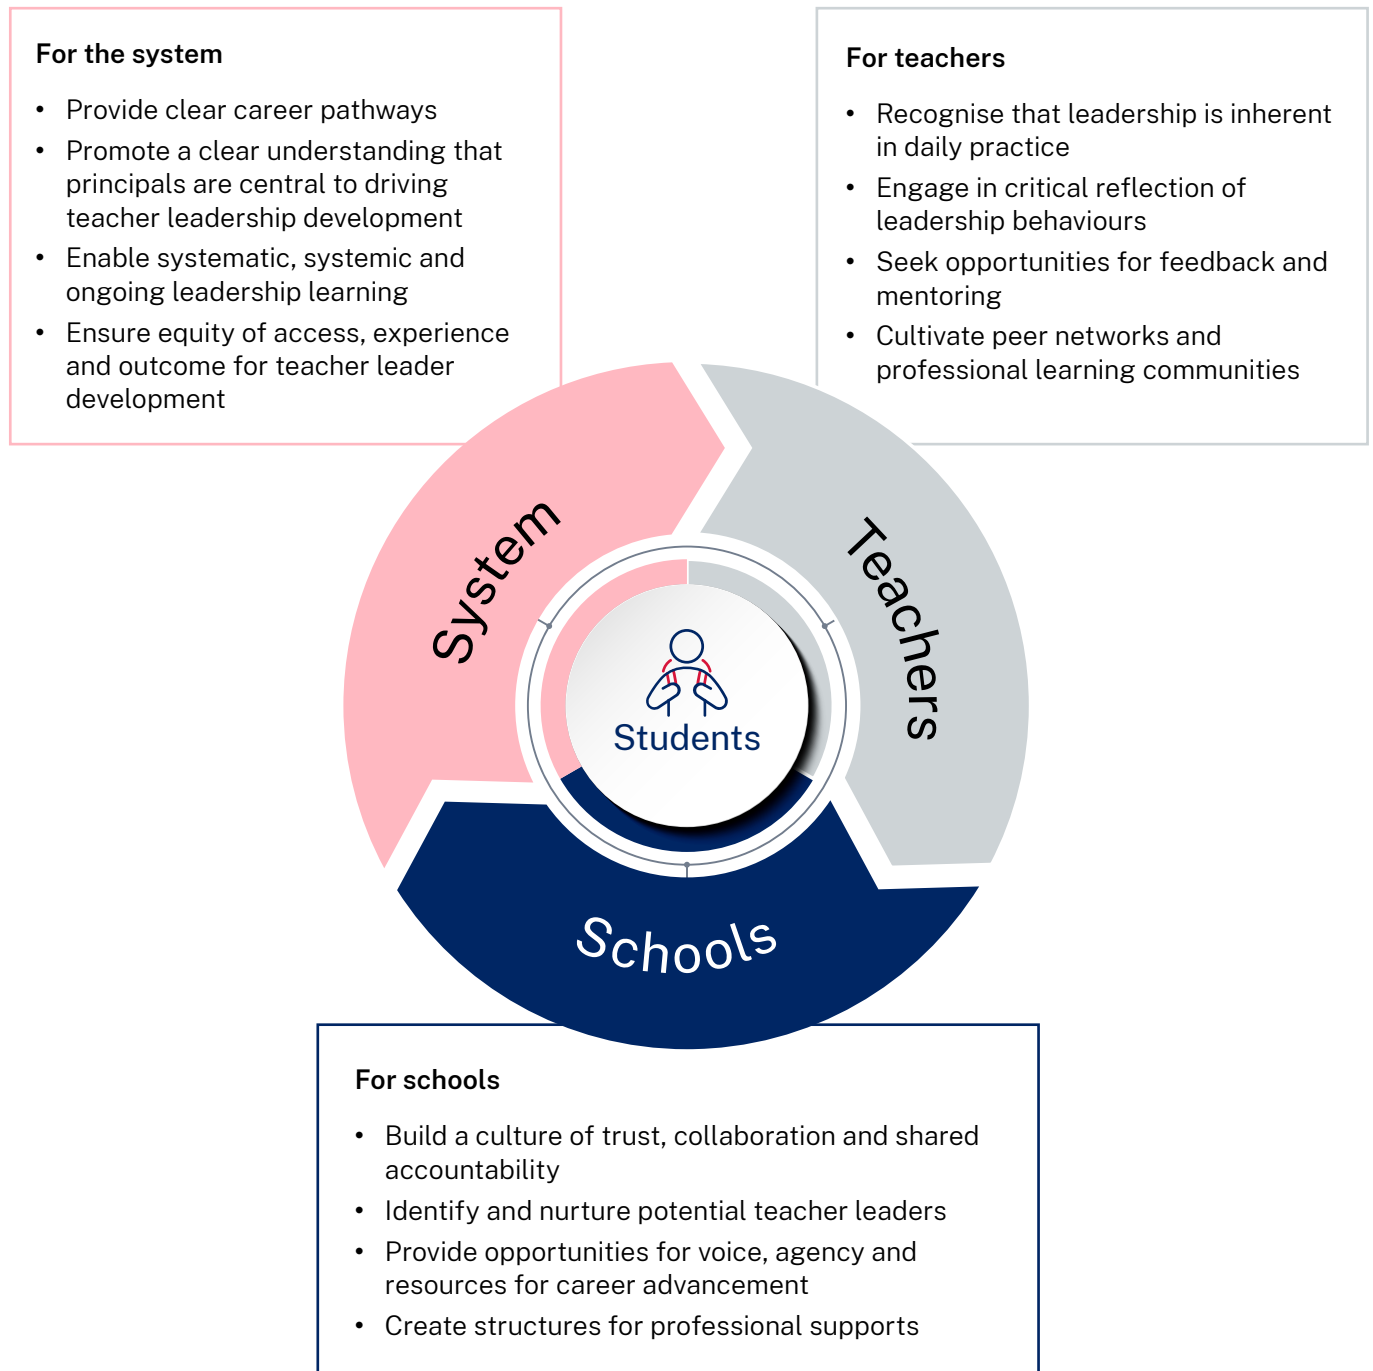 For the system
• Provide clear career pathways
• Promote a clear understanding that
principals are central to driving
teacher leadership development
• Enable systematic, systemic and
ongoing leadership learning
• Ensure equity of access, experience
and outcome for teacher leader
development
For teachers
• Recognise that leadership is inherent
in daily practice
• Engage in critical reflection of
leadership behaviours
• Seek opportunities for feedback and
mentoring
• Cultivate peer networks and
professional learning communities
System
Teachers
Students
Schools
For schools
• Build a culture of trust, collaboration and shared
accountability
• Identify and nurture potential teacher leaders
• Provide opportunities for voice, agency and
resources for career advancement
• Create structures for professional supports